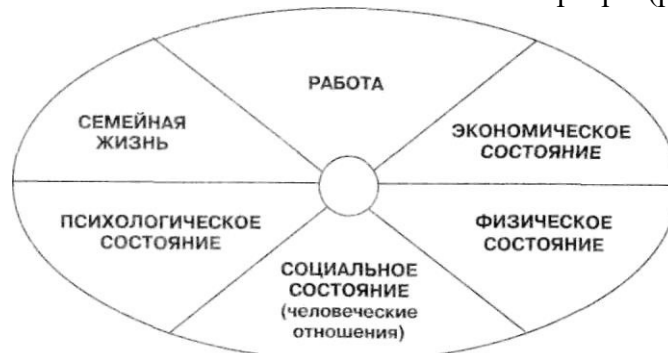 РАБОТА
СЕМЕЙНАЯ
ЖИЗНЬ
ЭКОНОМИЧЕСКОЕ
СОСТОЯНИЕ
ПСИХОЛОГИЧЕСКОЕ
СОСТОЯНИЕ
ФИЗИЧЕСКОЕ
СОСТОЯНИЕ
СОЦИАЛЬНОЕ
СОСТОЯНИЕ
(человеческие
отношения)